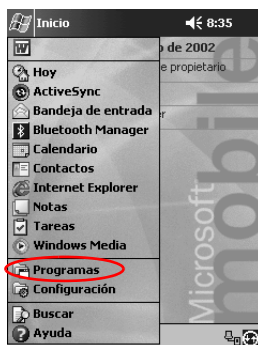 Inicio 8:35
o de 2002
Hoy
e propietario
ActiveSync
Bandeja de entrada
Bluetooth Manager
Calendario
Contactos
Internet Explorer
Notas
Tareas
Windows Media
Programas
Configuración
Buscar
Ayuda
Microsoft
mobile